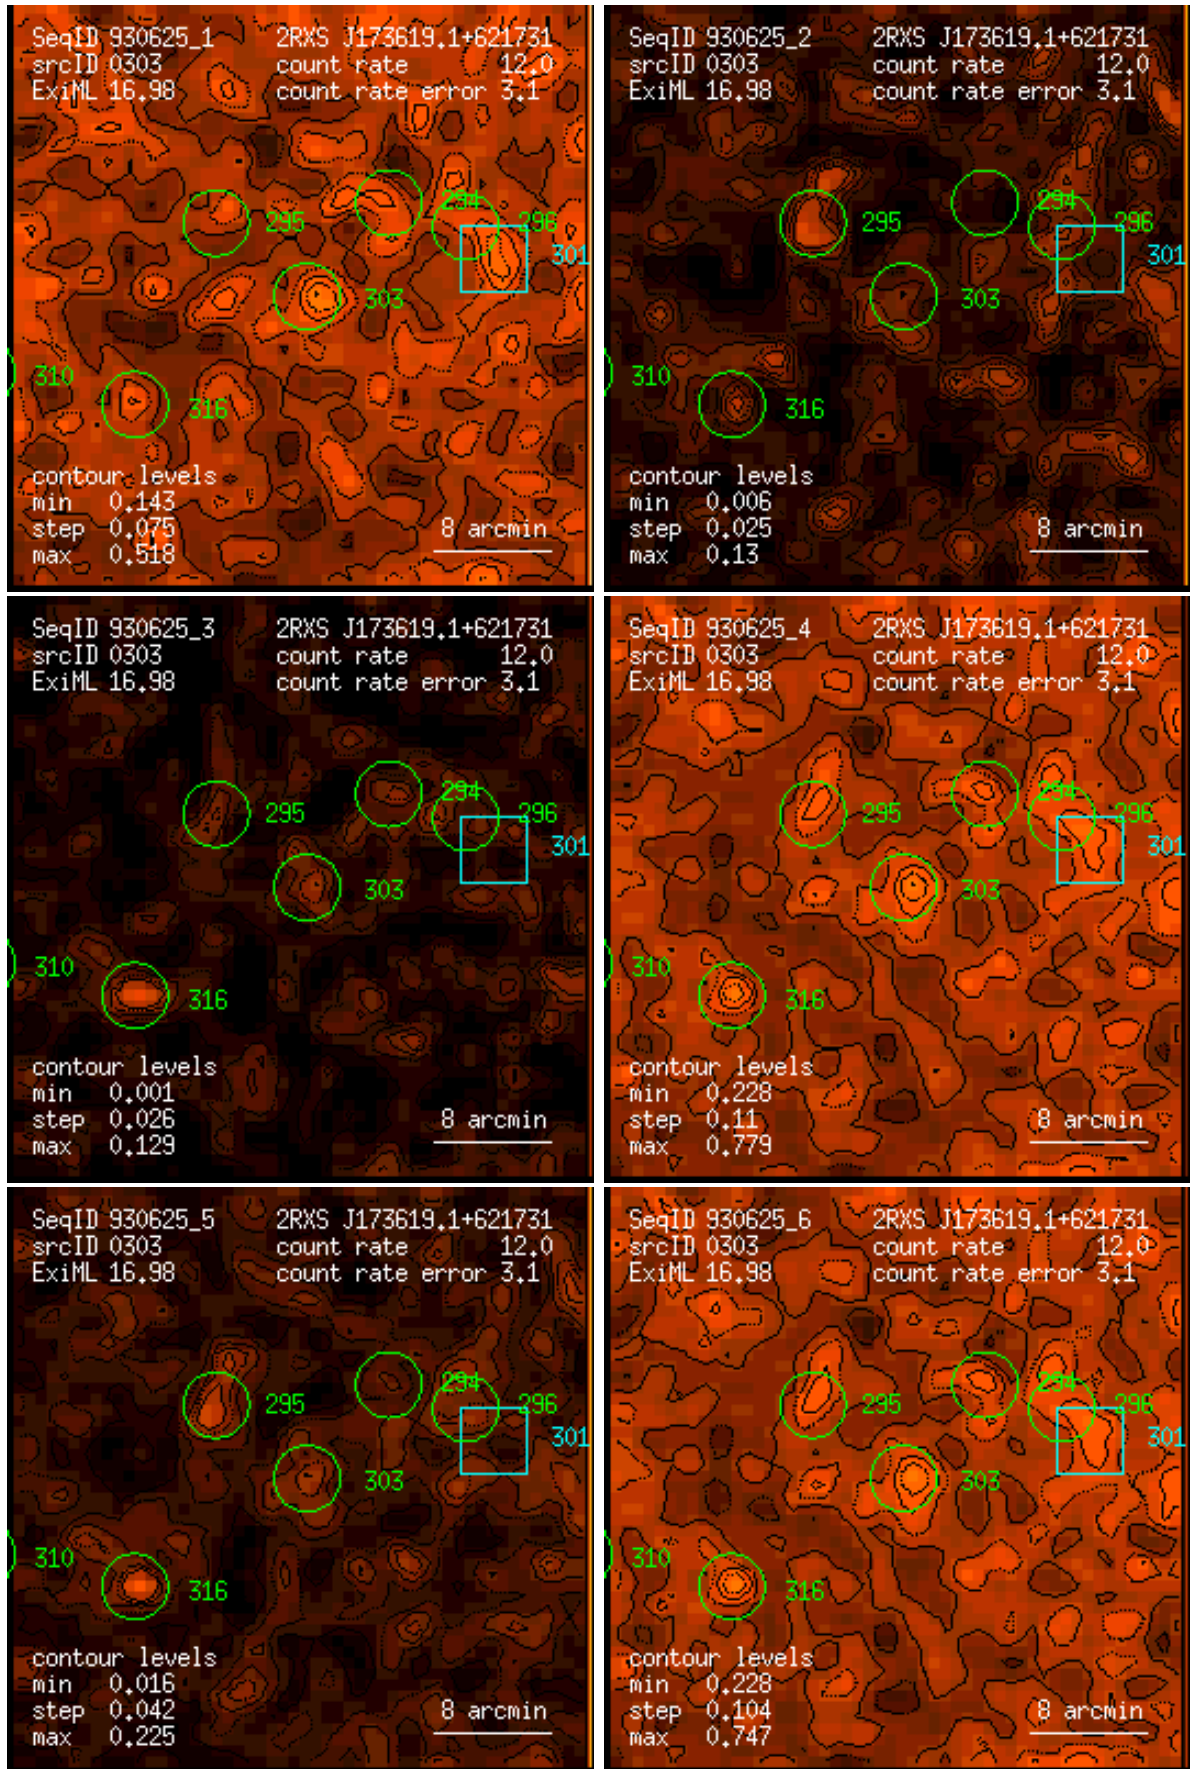 SeqID 930625_1 2RXS J173619.1+621731
srcID 0303 count rate 12.0
ExiML 16.98 count rate error 3.1
294
295
296
301
303
310
316
contour levels
min 0.143
step 0.075
max 0.518
8 arcmin
SeqID 930625_2 2RXS J173619.1+621731
srcID 0303 count rate 12.0
ExiML 16.98 count rate error 3.1
294
295
296
301
303
310
316
contour levels
min 0.006
step 0.025
max 0.13
8 arcmin
SeqID 930625_3 2RXS J173619.1+621731
srcID 0303 count rate 12.0
ExiML 16.98 count rate error 3.1
294
295
296
301
303
310
316
contour levels
min 0.001
step 0.026
max 0.129
8 arcmin
SeqID 930625_4 2RXS J173619.1+621731
srcID 0303 count rate 12.0
ExiML 16.98 count rate error 3.1
294
295
296
301
303
310
316
contour levels
min 0.228
step 0.11
max 0.779
8 arcmin
SeqID 930625_5 2RXS J173619.1+621731
srcID 0303 count rate 12.0
ExiML 16.98 count rate error 3.1
294
295
296
301
303
310
316
contour levels
min 0.016
step 0.042
max 0.225
8 arcmin
SeqID 930625_6 2RXS J173619.1+621731
srcID 0303 count rate 12.0
ExiML 16.98 count rate error 3.1
294
295
296
301
303
310
316
contour levels
min 0.228
step 0.104
max 0.747
8 arcmin